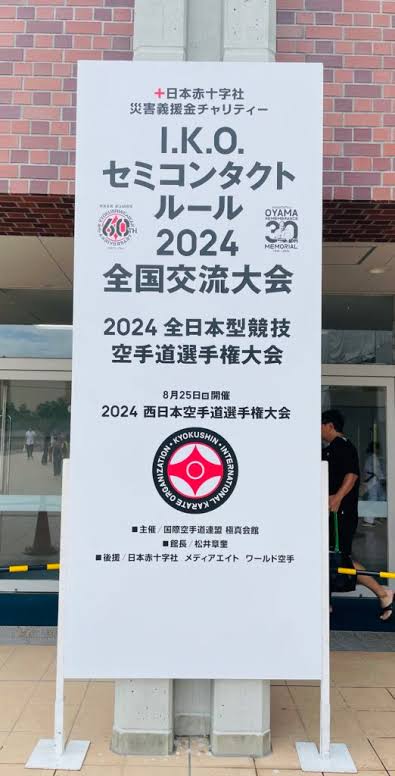 +日本赤十字社
災害義援金チャリティー
I.K.O.
セミコンタクト
ルール
2024
全国交流大会
60TH
OYAMA
30
MEMORIAL
2024 全日本型競技
空手道選手権大会
8月25日㊐開催
2024 西日本空手道選手権大会
KYOKUSHIN・INTERNATIONAL KARATE ORGANIZATION・
■主催/国際空手道連盟 極真会館
■館長/松井章奎
■後援/日本赤十字社 メディアエイト ワールド空手